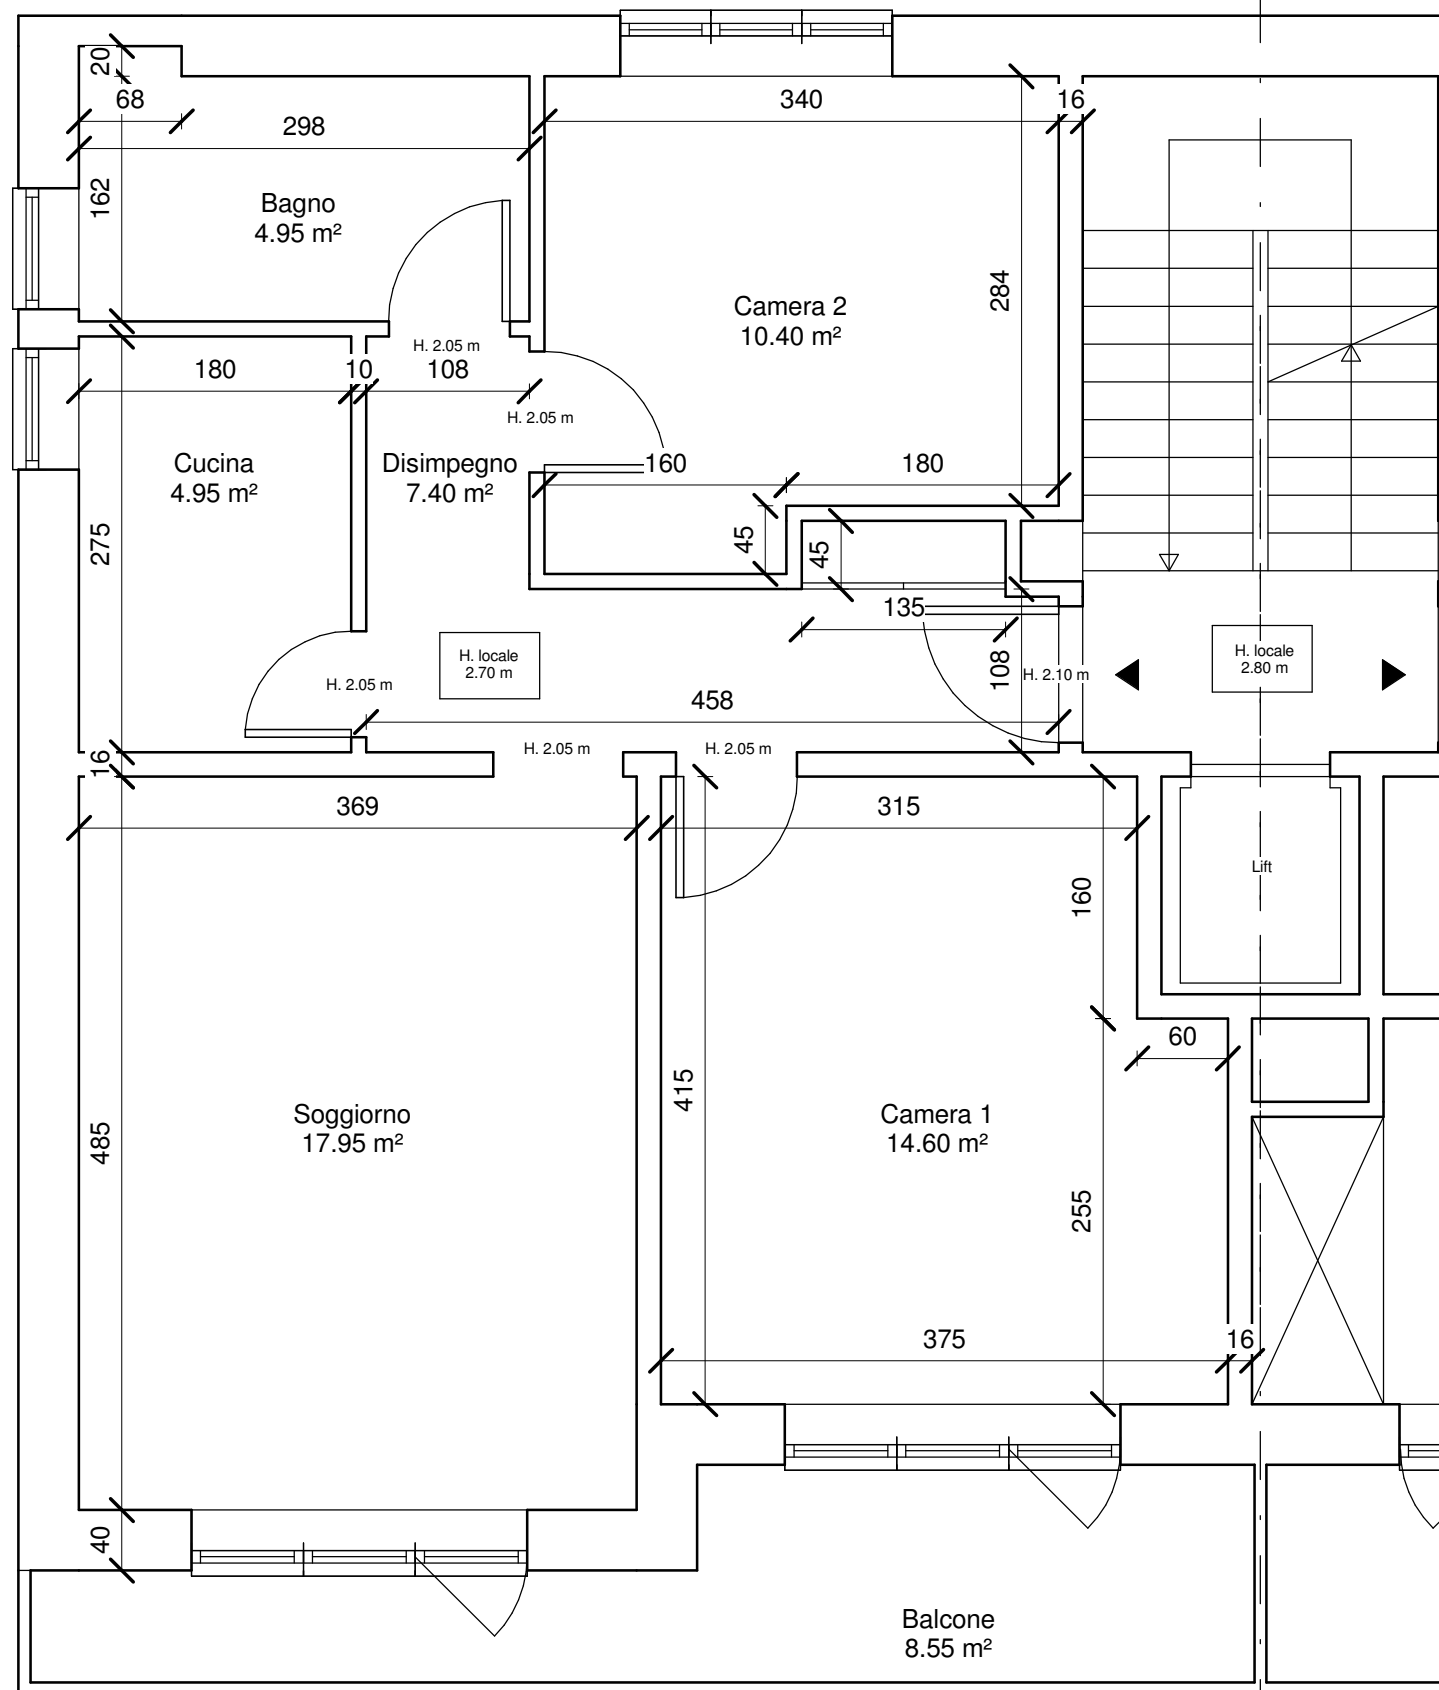 20
68
340
16
298
162
Bagno
4.95 m²
284
Camera 2
10.40 m²
H. 2.05 m
180
10
108
H. 2.05 m
Cucina
4.95 m²
Disimpegno
7.40 m²
160
180
275
45
45
135
H. locale
2.70 m
H. locale
2.80 m
108
H. 2.05 m
H. 2.10 m
458
H. 2.05 m
H. 2.05 m
16
369
315
Lift
160
60
415
Soggiorno
17.95 m²
Camera 1
14.60 m²
485
255
375
16
40
Balcone
8.55 m²